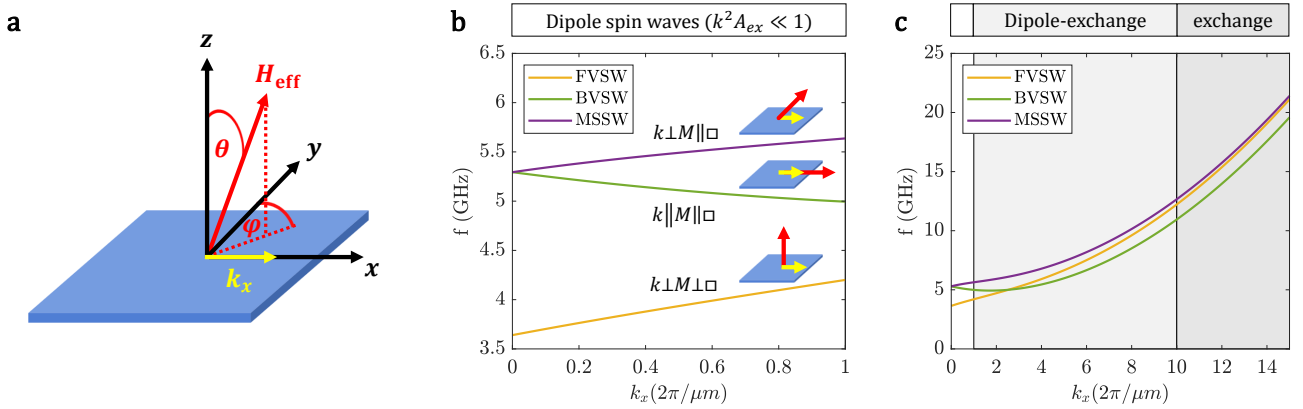 a
z
H_eff
θ
y
φ
x
k_x
b
Dipole spin waves (k²A_ex ≪ 1)
6.5
6
5.5
5
4.5
4
3.5
f (GHz)
FVSW
BVSW
MSSW
k⊥M∥□
k∥M∥□
k⊥M⊥□
0 0.2 0.4 0.6 0.8 1
k_x(2π/μm)
c
Dipole-exchange exchange
25
20
15
10
5
0
f (GHz)
FVSW
BVSW
MSSW
0 2 4 6 8 10 12 14
k_x(2π/μm)